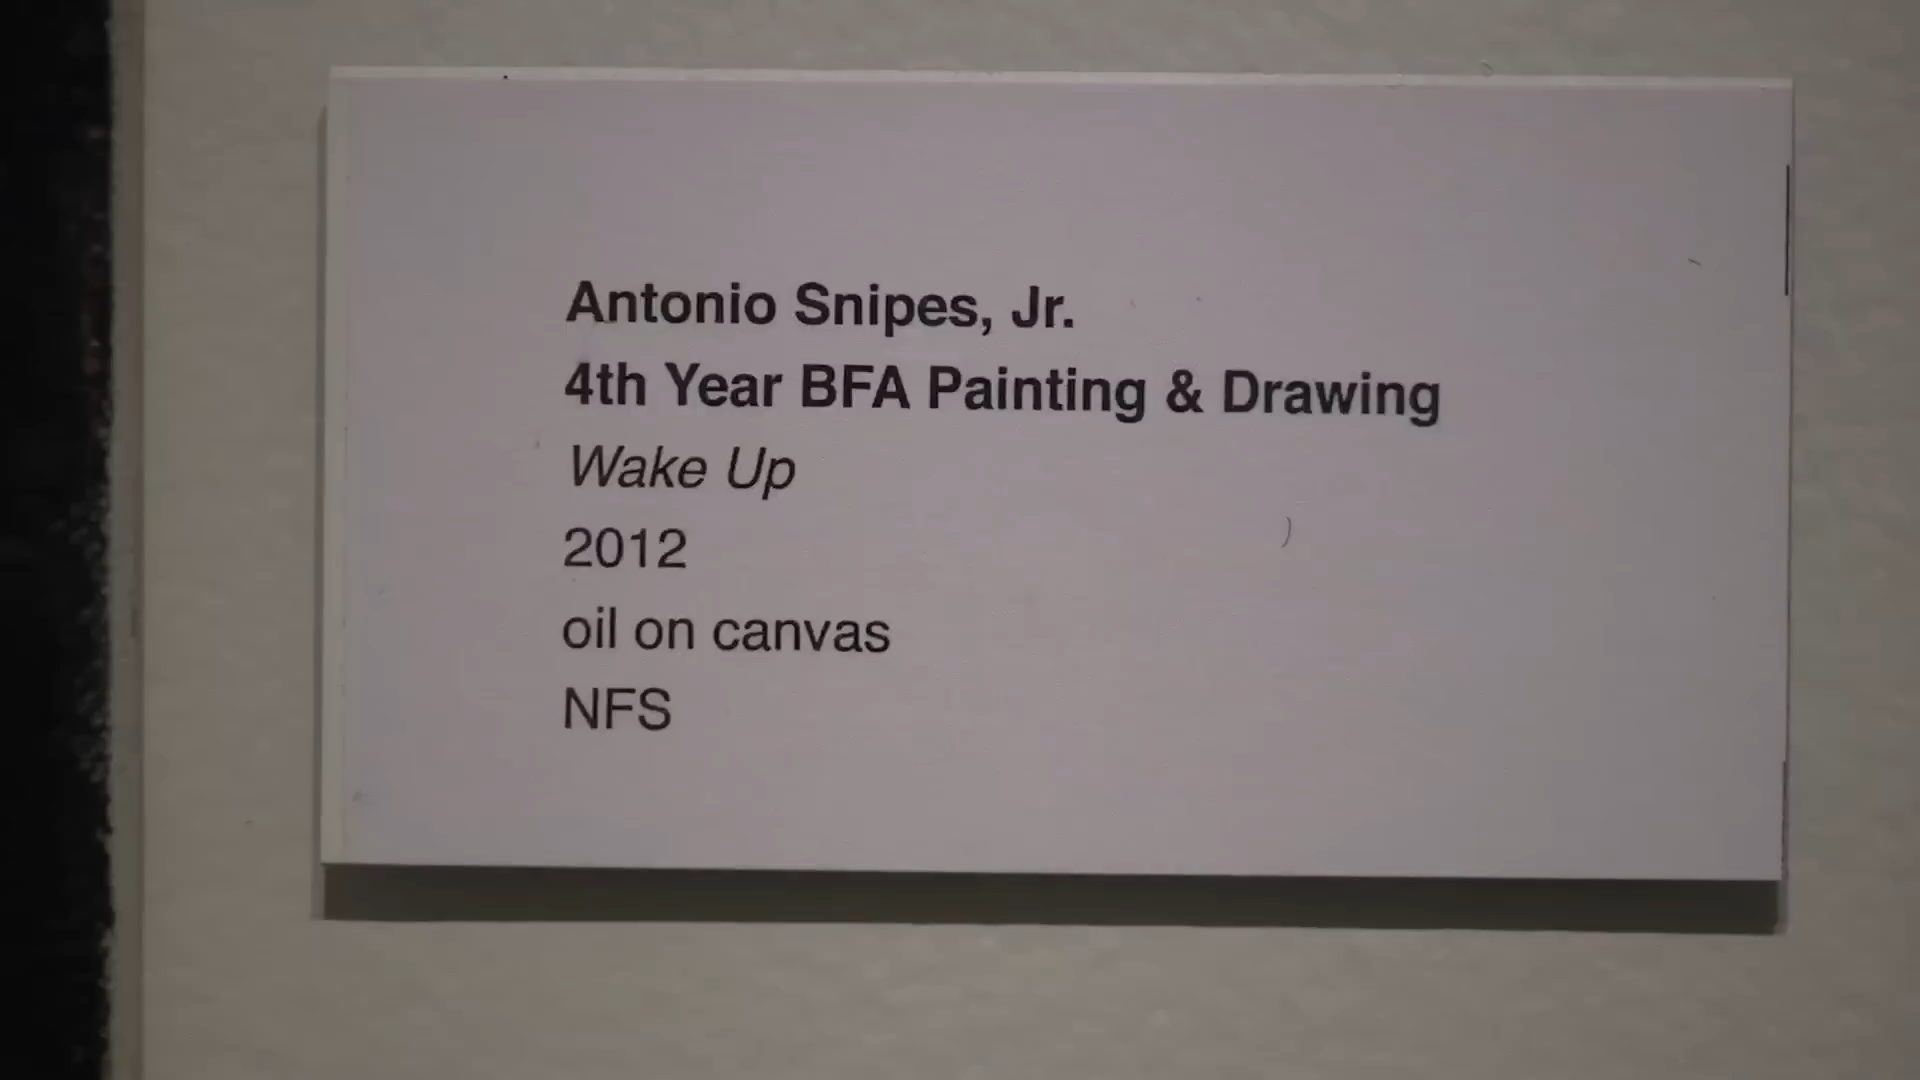 Antonio Snipes, Jr.
4th Year BFA Painting & Drawing
Wake Up
2012
oil on canvas
NFS